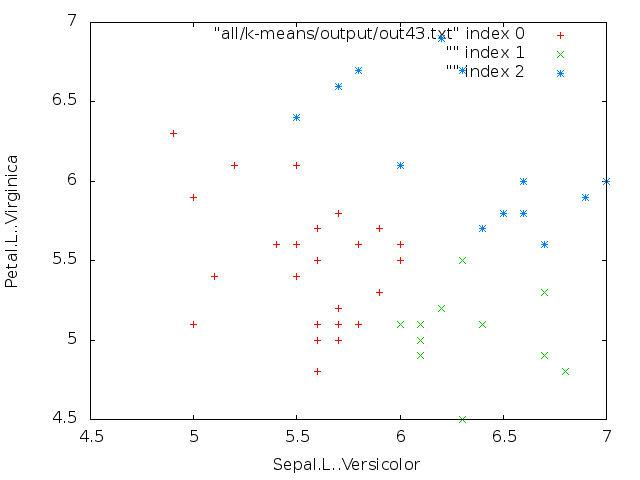 "all/k-means/output/out43.txt" index 0
"" index 1
"" index 2
7
6.5
6
5.5
5
4.5
4.5 5 5.5 6 6.5 7
Petal.L..Virginica
Sepal.L..Versicolor